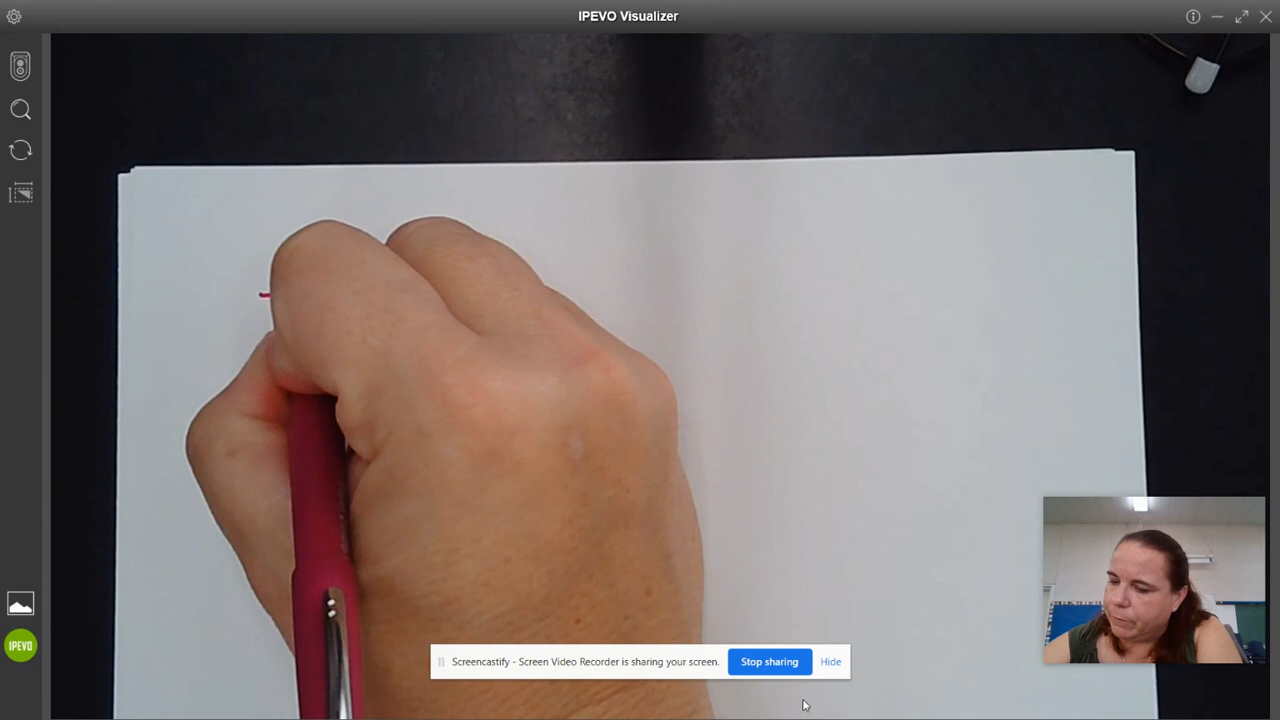 IPEVO Visualizer
IPEVO
Screencastify - Screen Video Recorder is sharing your screen.
Stop sharing
Hide